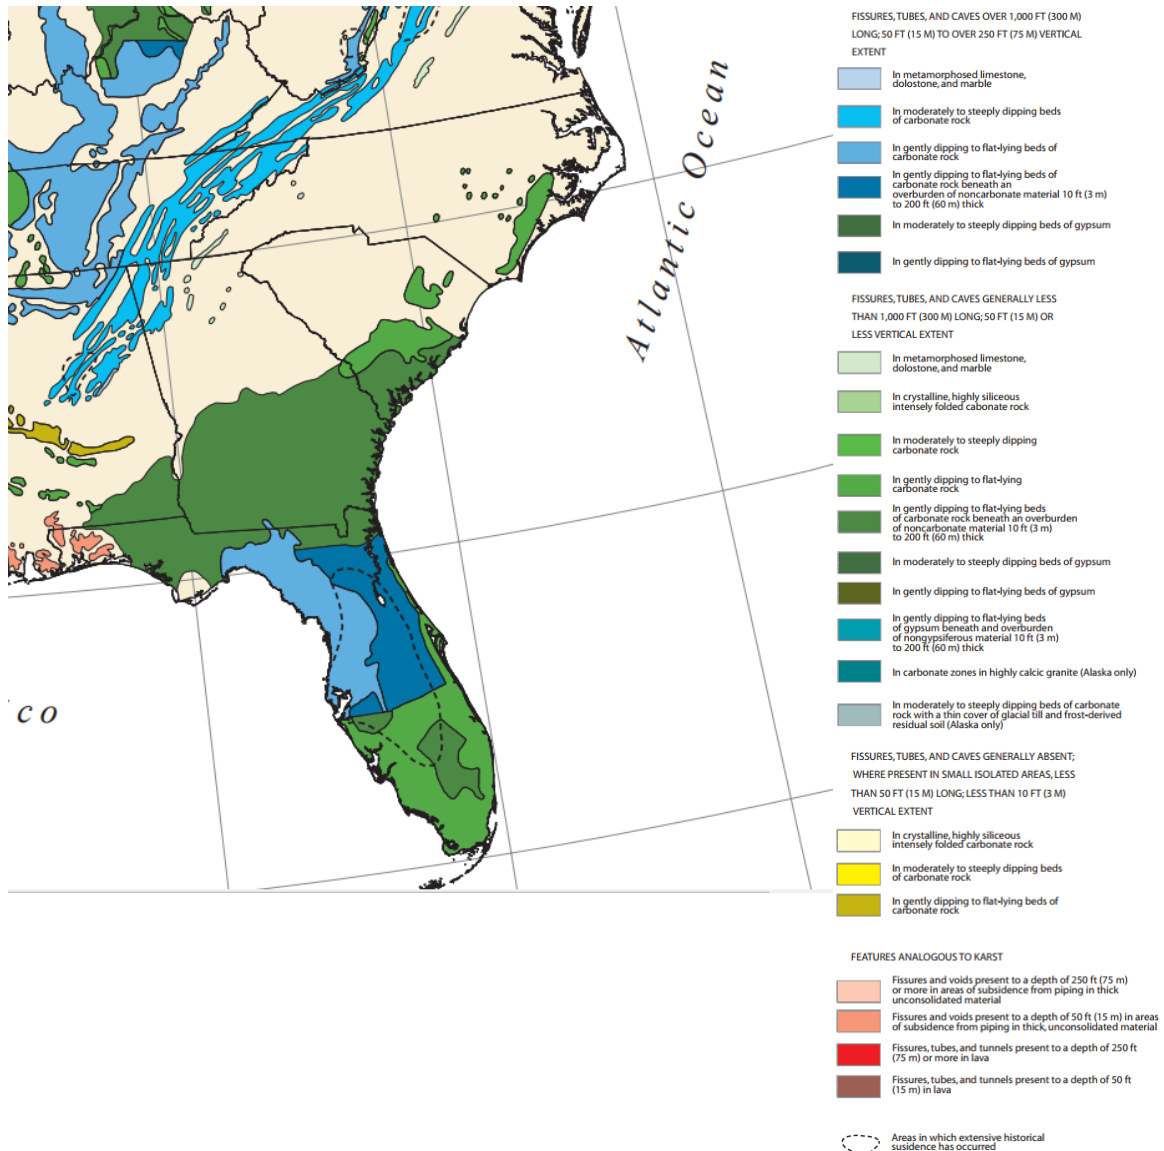 Atlantic Ocean
co
FISSURES, TUBES, AND CAVES OVER 1,000 FT (300 M)
LONG; 50 FT (15 M) TO OVER 250 FT (75 M) VERTICAL
EXTENT
In metamorphosed limestone,
dolostone, and marble
In moderately to steeply dipping beds
of carbonate rock
In gently dipping to flat-lying beds of
carbonate rock
In gently dipping to flat-lying beds of
carbonate rock beneath an
overburden of noncarbonate material 10 ft (3 m)
to 200 ft (60 m) thick
In moderately to steeply dipping beds of gypsum
In gently dipping to flat-lying beds of gypsum
FISSURES, TUBES, AND CAVES GENERALLY LESS
THAN 1,000 FT (300 M) LONG; 50 FT (15 M) OR
LESS VERTICAL EXTENT
In metamorphosed limestone,
dolostone, and marble
In crystalline, highly siliceous
intensely folded cabonate rock
In moderately to steeply dipping
carbonate rock
In gently dipping to flat-lying
carbonate rock
In gently dipping to flat-lying beds
of carbonate rock beneath an overburden
of noncarbonate material 10 ft (3 m)
to 200 ft (60 m) thick
In moderately to steeply dipping beds of gypsum
In gently dipping to flat-lying beds of gypsum
In gently dipping to flat-lying beds
of gypsum beneath and overburden
of nongypsiferous material 10 ft (3 m)
to 200 ft (60 m) thick
In carbonate zones in highly calcic granite (Alaska only)
In moderately to steeply dipping beds of carbonate
rock with a thin cover of glacial till and frost-derived
residual soil (Alaska only)
FISSURES, TUBES, AND CAVES GENERALLY ABSENT;
WHERE PRESENT IN SMALL ISOLATED AREAS, LESS
THAN 50 FT (15 M) LONG; LESS THAN 10 FT (3 M)
VERTICAL EXTENT
In crystalline, highly siliceous
intensely folded carbonate rock
In moderately to steeply dipping beds
of carbonate rock
In gently dipping to flat-lying beds of
carbonate rock
FEATURES ANALOGOUS TO KARST
Fissures and voids present to a depth of 250 ft (75 m)
or more in areas of subsidence from piping in thick
unconsolidated material
Fissures and voids present to a depth of 50 ft (15 m) in areas
of subsidence from piping in thick, unconsolidated material
Fissures, tubes, and tunnels present to a depth of 250 ft
(75 m) or more in lava
Fissures, tubes, and tunnels present to a depth of 50 ft
(15 m) in lava
Areas in which extensive historical
susidence has occurred